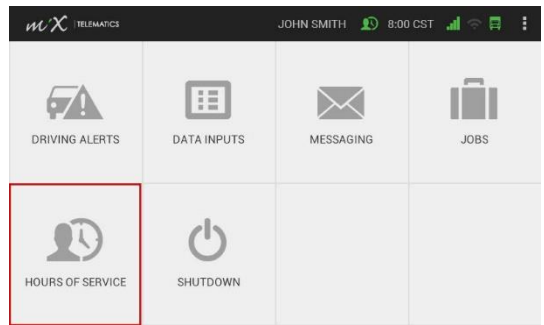 MiX TELEMATICS JOHN SMITH 8:00 CST
DRIVING ALERTS DATA INPUTS MESSAGING JOBS
HOURS OF SERVICE SHUTDOWN